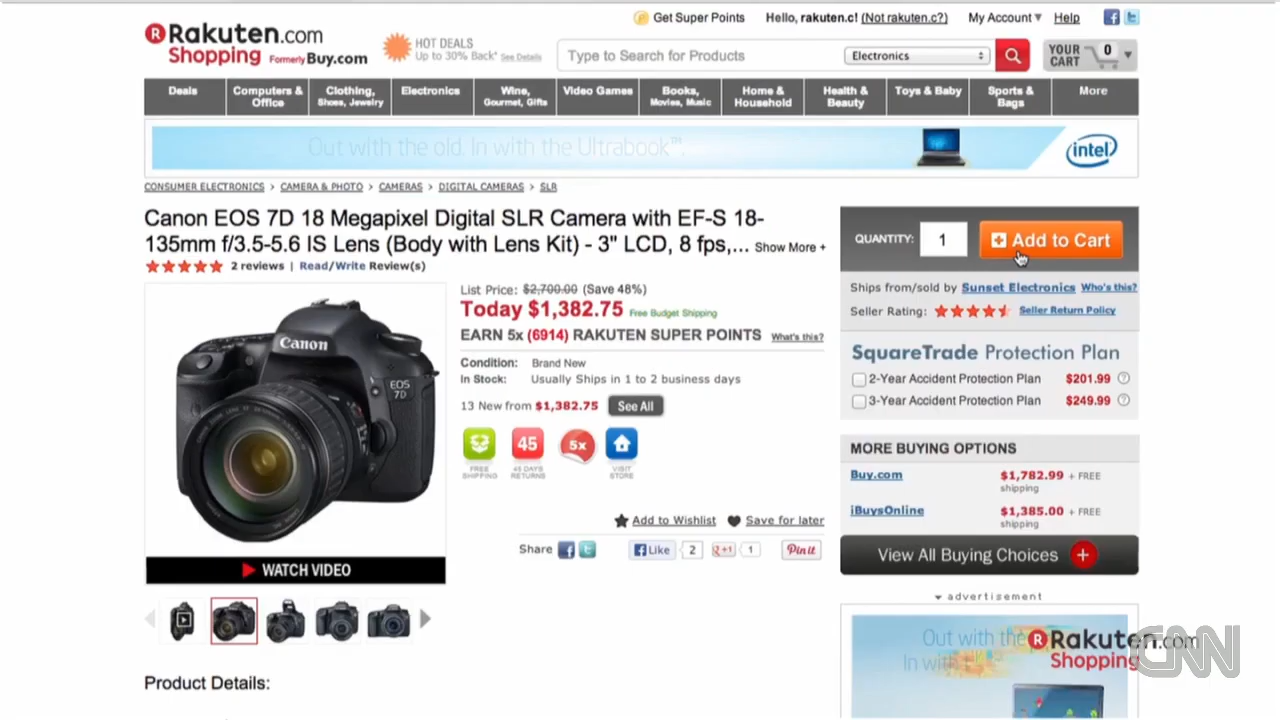 Get Super Points Hello, rakuten.c! (Not rakuten.c?) My Account Help
Rakuten.com
Shopping Formerly Buy.com
HOT DEALS
Up to 30% Back* See Details
Type to Search for Products
Electronics
YOUR CART 0
Deals
Computers & Office
Clothing, Shoes, Jewelry
Electronics
Wine, Gourmet, Gifts
Video Games
Books, Movies, Music
Home & Household
Health & Beauty
Toys & Baby
Sports & Bags
More
Out with the old. In with the Ultrabook™.
intel
CONSUMER ELECTRONICS > CAMERA & PHOTO > CAMERAS > DIGITAL CAMERAS > SLR
Canon EOS 7D 18 Megapixel Digital SLR Camera with EF-S 18-
135mm f/3.5-5.6 IS Lens (Body with Lens Kit) - 3" LCD, 8 fps,... Show More +
2 reviews | Read/Write Review(s)
Canon
EOS
7D
WATCH VIDEO
List Price: $2,700.00 (Save 48%)
Today $1,382.75 Free Budget Shipping
EARN 5x (6914) RAKUTEN SUPER POINTS What's this?
Condition: Brand New
In Stock: Usually Ships in 1 to 2 business days
13 New from $1,382.75 See All
45
5x
FREE SHIPPING
45 DAYS RETURNS
VISIT STORE
Add to Wishlist Save for later
Share Like 2 +1 1 Pin it
QUANTITY: 1 Add to Cart
Ships from/sold by Sunset Electronics Who's this?
Seller Rating: Seller Return Policy
SquareTrade Protection Plan
2-Year Accident Protection Plan $201.99 ?
3-Year Accident Protection Plan $249.99 ?
MORE BUYING OPTIONS
Buy.com $1,782.99 + FREE
shipping
iBuysOnline $1,385.00 + FREE
shipping
View All Buying Choices +
advertisement
Out with the
In with
Rakuten.com
Shopping
CNN
Product Details: